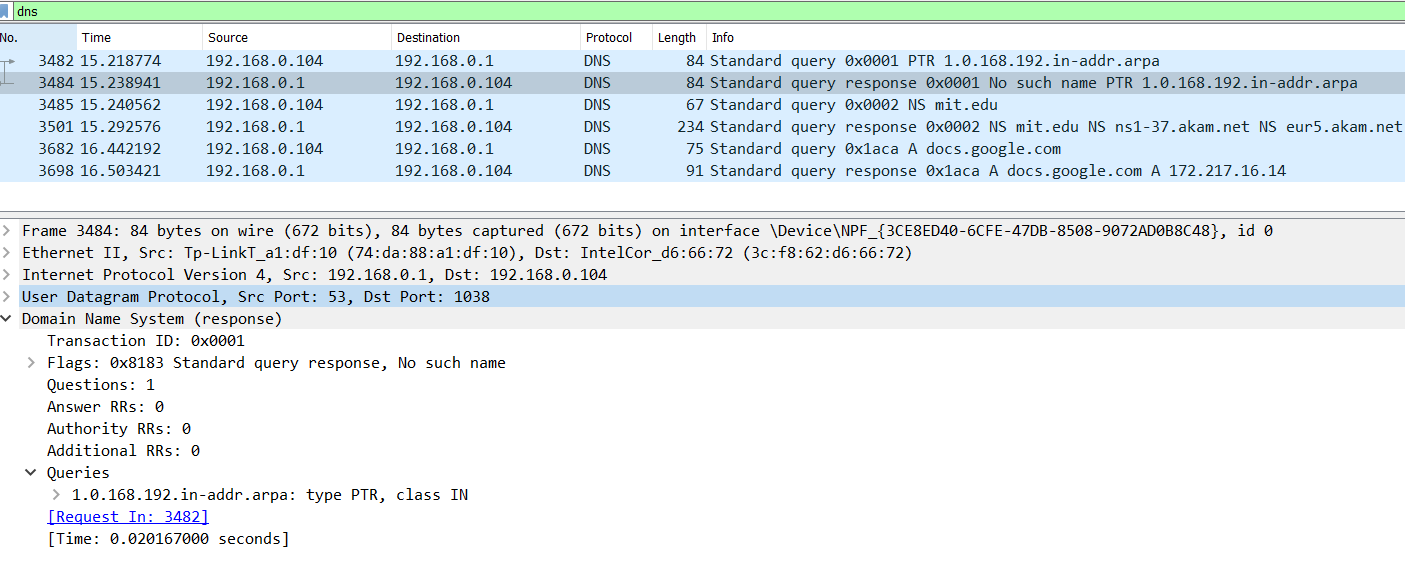 dns
No. Time Source Destination Protocol Length Info
3482 15.218774 192.168.0.104 192.168.0.1 DNS 84 Standard query 0x0001 PTR 1.0.168.192.in-addr.arpa
3484 15.238941 192.168.0.1 192.168.0.104 DNS 84 Standard query response 0x0001 No such name PTR 1.0.168.192.in-addr.arpa
3485 15.240562 192.168.0.104 192.168.0.1 DNS 67 Standard query 0x0002 NS mit.edu
3501 15.292576 192.168.0.1 192.168.0.104 DNS 234 Standard query response 0x0002 NS mit.edu NS ns1-37.akam.net NS eur5.akam.net
3682 16.442192 192.168.0.104 192.168.0.1 DNS 75 Standard query 0x1aca A docs.google.com
3698 16.503421 192.168.0.1 192.168.0.104 DNS 91 Standard query response 0x1aca A docs.google.com A 172.217.16.14
Frame 3484: 84 bytes on wire (672 bits), 84 bytes captured (672 bits) on interface \Device\NPF_{3CE8ED40-6CFE-47DB-8508-9072AD0B8C48}, id 0
Ethernet II, Src: Tp-LinkT_a1:df:10 (74:da:88:a1:df:10), Dst: IntelCor_d6:66:72 (3c:f8:62:d6:66:72)
Internet Protocol Version 4, Src: 192.168.0.1, Dst: 192.168.0.104
User Datagram Protocol, Src Port: 53, Dst Port: 1038
Domain Name System (response)
Transaction ID: 0x0001
Flags: 0x8183 Standard query response, No such name
Questions: 1
Answer RRs: 0
Authority RRs: 0
Additional RRs: 0
Queries
1.0.168.192.in-addr.arpa: type PTR, class IN
[Request In: 3482]
[Time: 0.020167000 seconds]